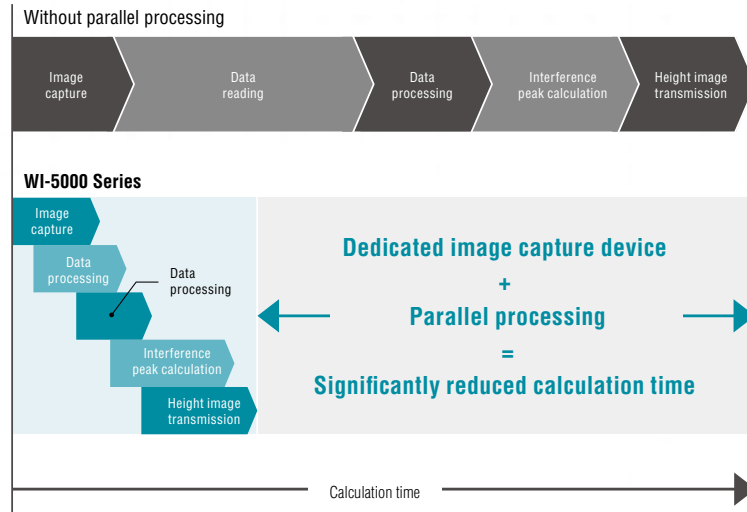 Without parallel processing
Image
capture
Data
reading
Data
processing
Interference
peak calculation
Height image
transmission
WI-5000 Series
Image
capture
Data
processing
Data
processing
Interference
peak calculation
Height image
transmission
Dedicated image capture device
+
Parallel processing
=
Significantly reduced calculation time
Calculation time